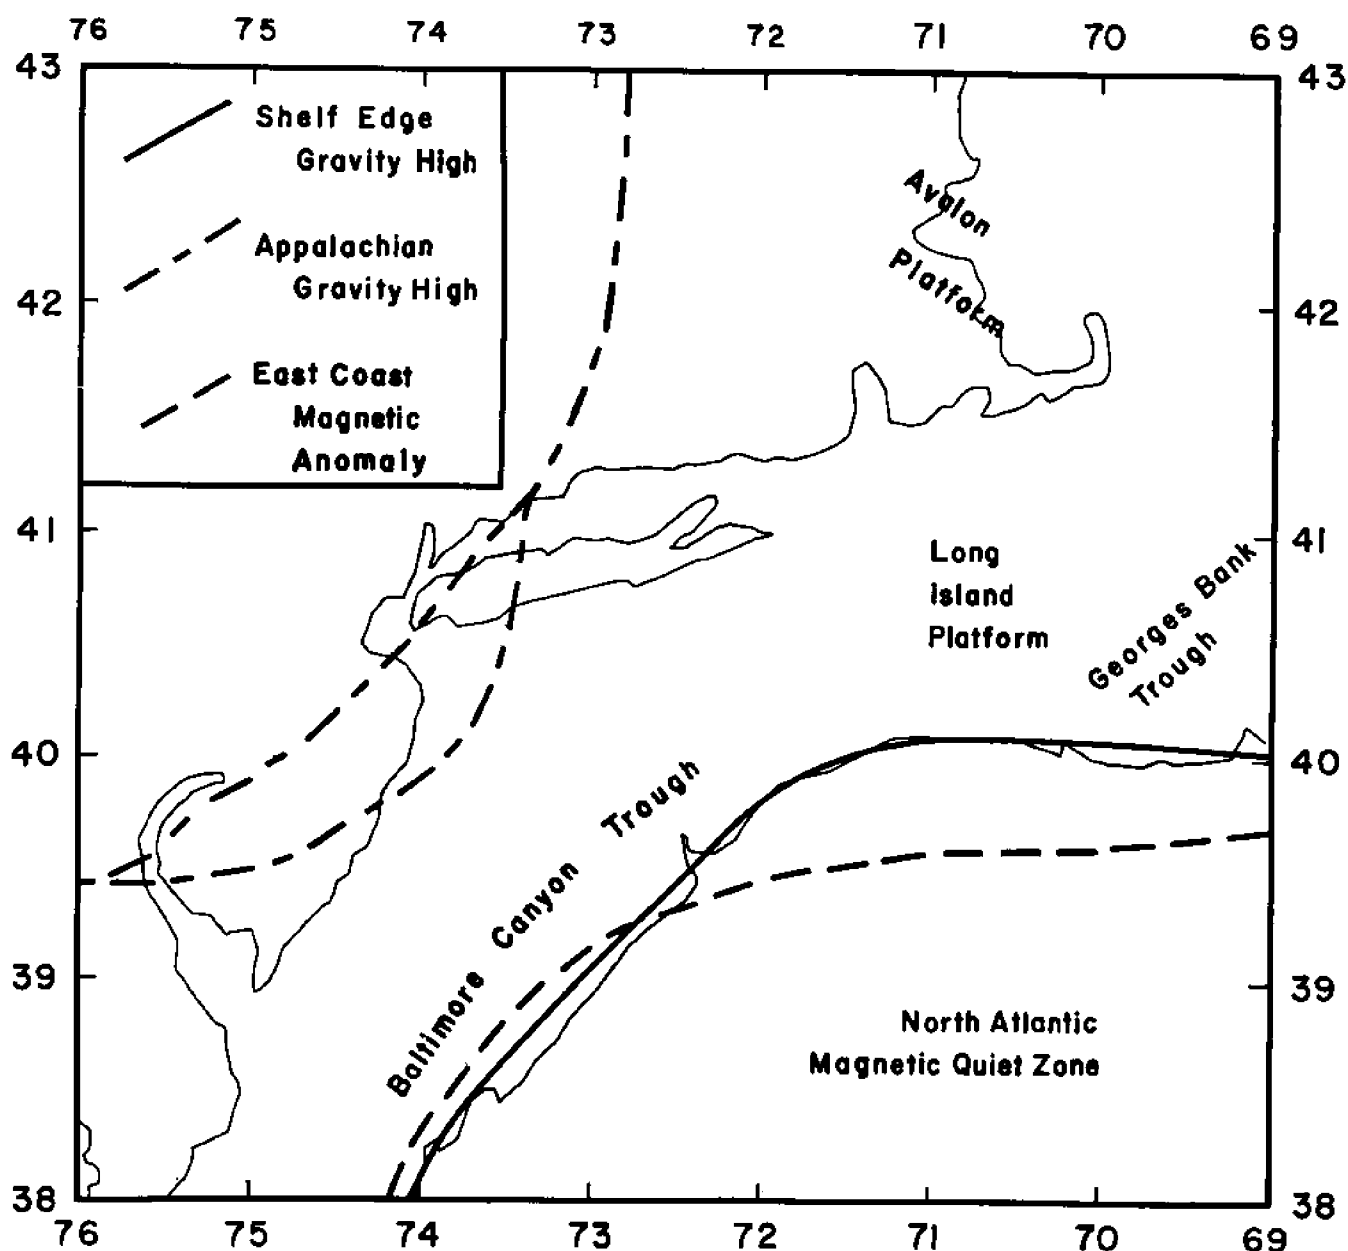 76 75 74 73 72 71 70 69
43 43
Shelf Edge
Gravity High
Appalachian
Gravity High
East Coast
Magnetic
Anomaly
Avalon
Platform
42 42
41 41
Long
Island
Platform
Georges Bank
Trough
40 40
Baltimore Canyon Trough
39 39
North Atlantic
Magnetic Quiet Zone
38 38
76 75 74 73 72 71 70 69